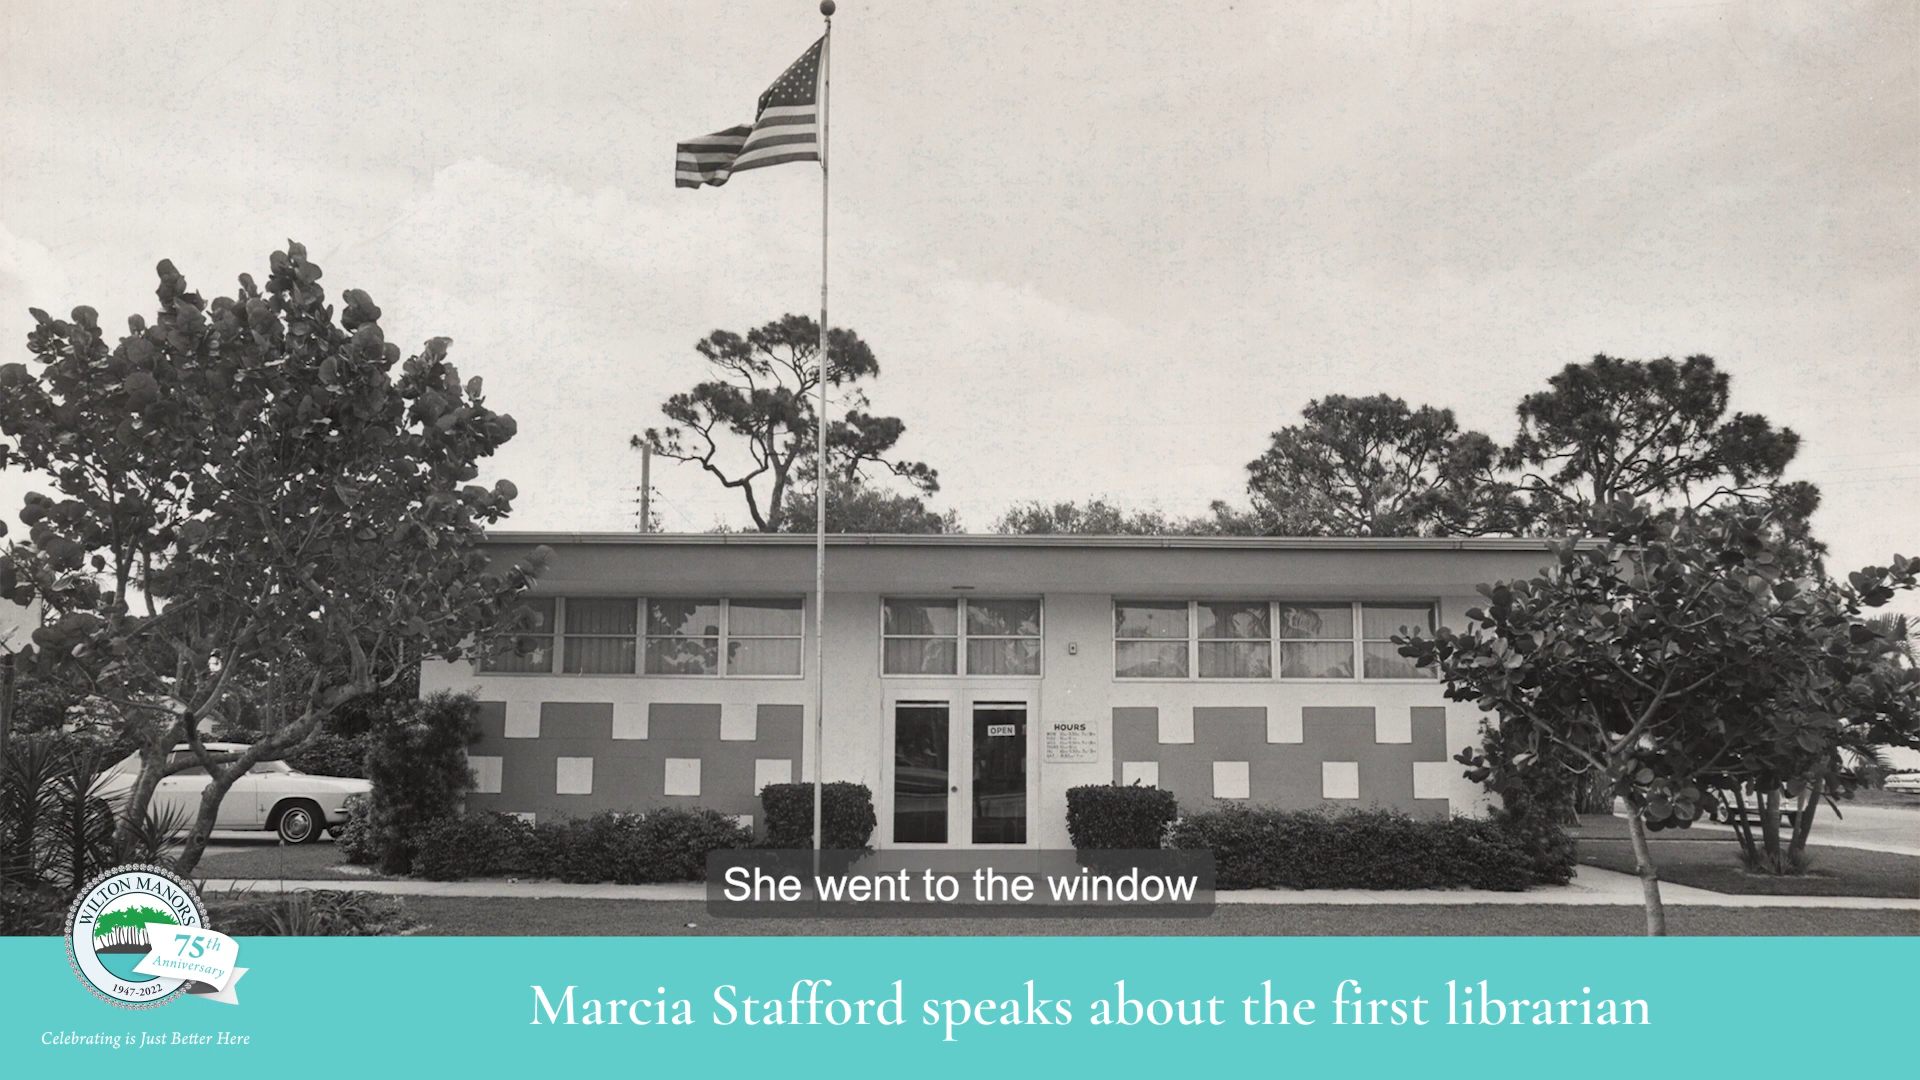 OPEN
HOURS
She went to the window
WILTON MANORS
75th
Anniversary
1947-2022
Celebrating is Just Better Here
Marcia Stafford speaks about the first librarian